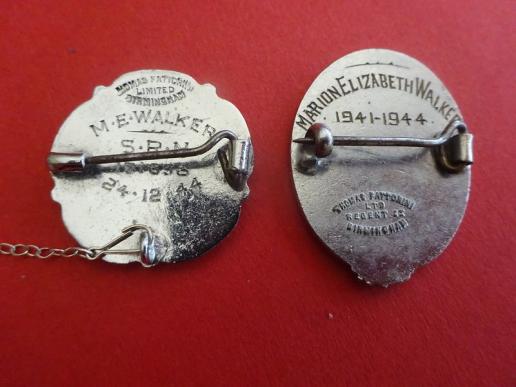 THOMAS FATTORINI
LIMITED
BIRMINGHAM
M·E·WALKER
S·R·N
24·12·44
MARION ELIZABETH WALKER
1941-1944·
THOMAS FATTORINI
LTD
REGENT ST
BIRMINGHAM